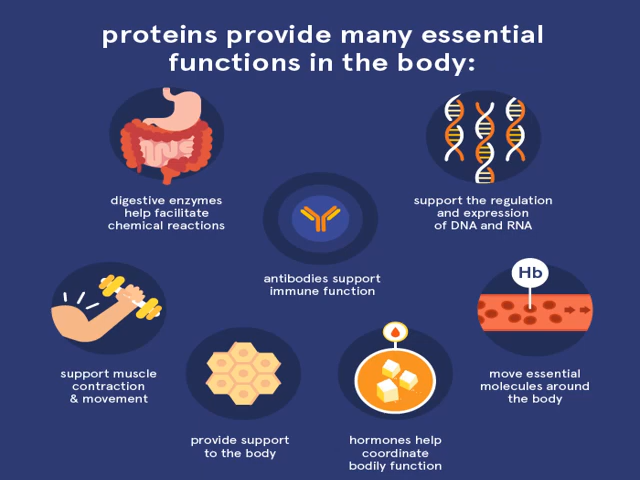 proteins provide many essential
functions in the body:
digestive enzymes
help facilitate
chemical reactions
support the regulation
and expression
of DNA and RNA
antibodies support
immune function
Hb
support muscle
contraction
& movement
move essential
molecules around
the body
provide support
to the body
hormones help
coordinate
bodily function